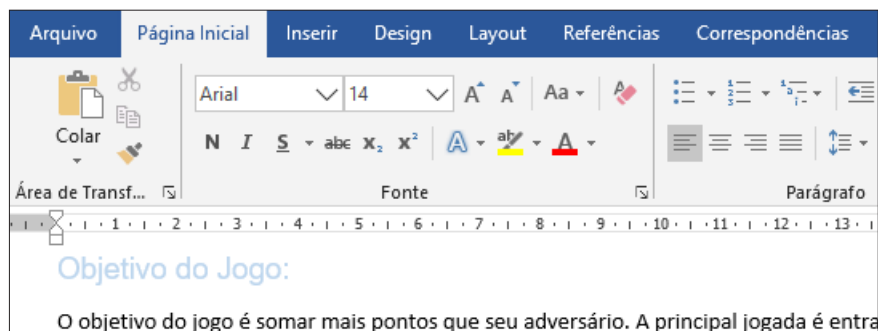 Arquivo Página Inicial Inserir Design Layout Referências Correspondências
Arial 14 A A Aa
Colar N I S abc X₂ X² A ab A
Área de Transf... Fonte Parágrafo
1 2 3 4 5 6 7 8 9 10 11 12 13
Objetivo do Jogo:
O objetivo do jogo é somar mais pontos que seu adversário. A principal jogada é entra